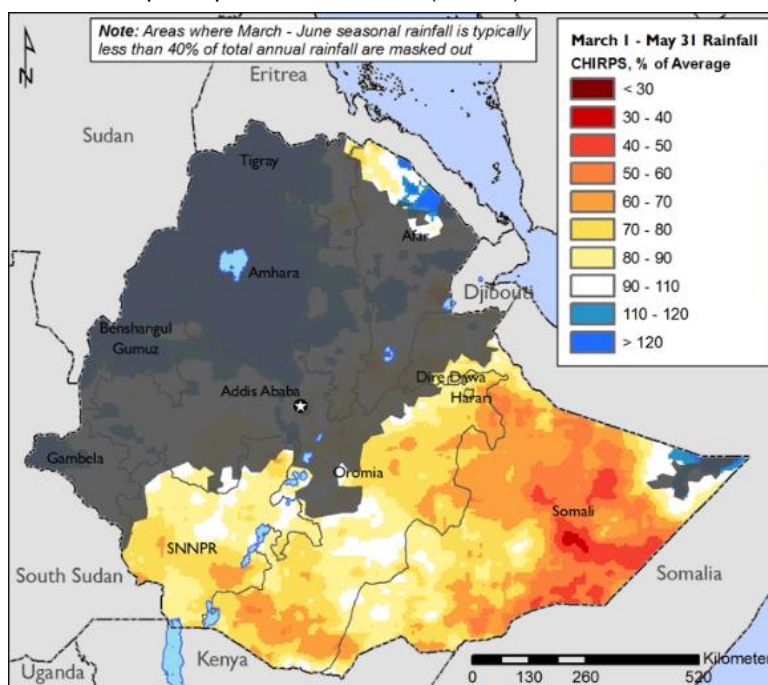 Note: Areas where March - June seasonal rainfall is typically
less than 40% of total annual rainfall are masked out
N
March 1 - May 31 Rainfall
CHIRPS, % of Average
< 30
30 - 40
40 - 50
50 - 60
60 - 70
70 - 80
80 - 90
90 - 110
110 - 120
> 120
Eritrea
Sudan
Tigray
Afar
Amhara
Djibouti
Benshangul
Gumuz
Dire Dawa
Harari
Addis Ababa
Gambela
Oromia
Somali
SNNPR
South Sudan
Somalia
Uganda
Kenya
Kilometer
0 130 260 520